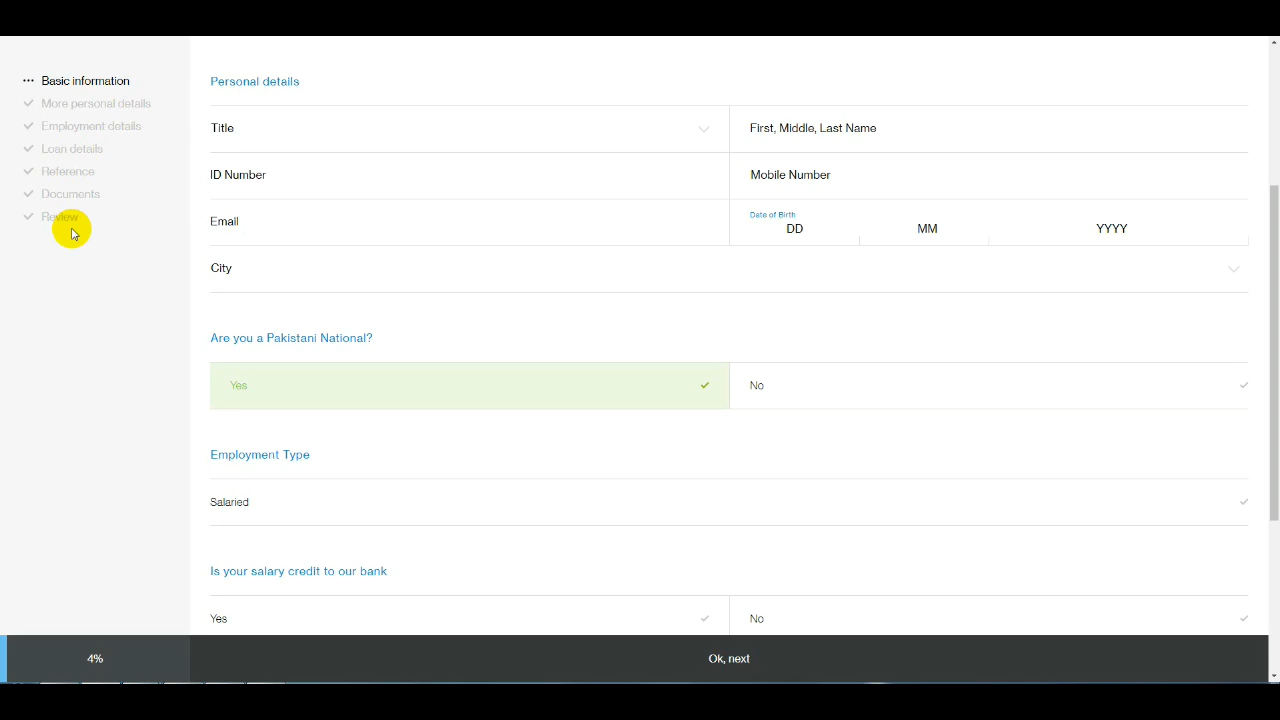 Basic information
More personal details
Employment details
Loan details
Reference
Documents
Review
Personal details
Title
First, Middle, Last Name
ID Number
Mobile Number
Email
Date of Birth
DD MM YYYY
City
Are you a Pakistani National?
Yes
No
Employment Type
Salaried
Is your salary credit to our bank
Yes
No
4%
Ok, next